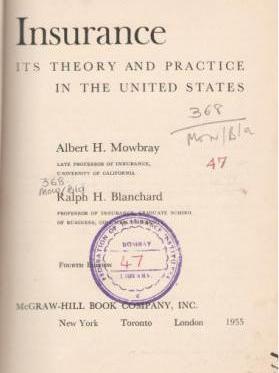 Insurance
ITS THEORY AND PRACTICE
IN THE UNITED STATES
368
Mow/Bla
Albert H. Mowbray
47
LATE PROFESSOR OF INSURANCE,
UNIVERSITY OF CALIFORNIA
368
Mow/Bla
Ralph H. Blanchard
PROFESSOR OF INSURANCE, GRADUATE SCHOOL
OF BUSINESS,
BOMBAY
47
Fourth Edition
McGRAW-HILL BOOK COMPANY, INC.
New York Toronto London 1955